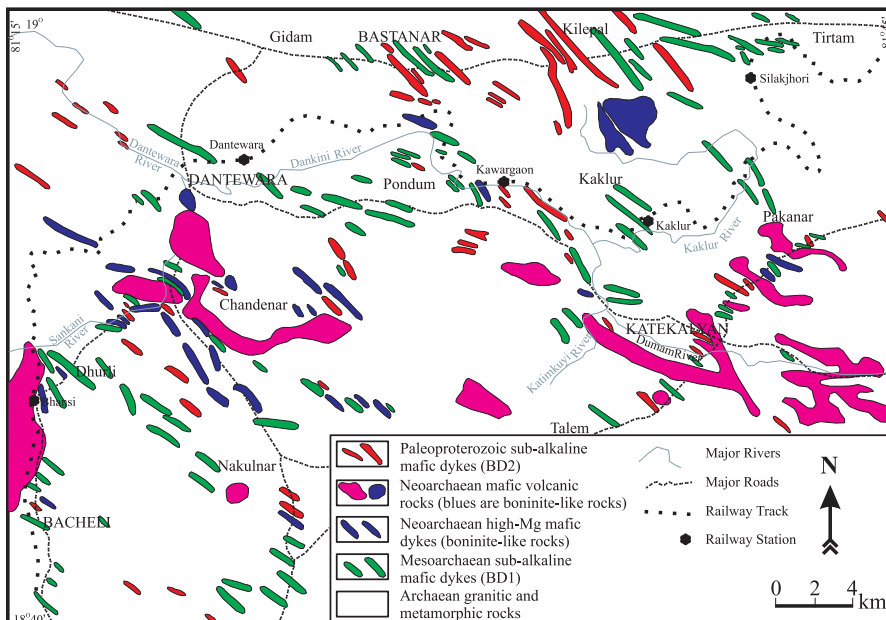 81°15' 19°
Gidam
BASTANAR
Kilepal
Tirtam
Silakjhori
Dantewara
Dantewara
River
Dankini River
DANTEWARA
Pondum
Kawargaon
Kaklur
Kaklur
Kaklur River
Pakanar
Chandenar
Sankani
River
Dhurli
Bhansi
KATEKALYAN
DumamRiver
Katimkuvi River
Talem
Nakulnar
BACHELI
18°40'
Paleoproterozoic sub-alkaline
mafic dykes (BD2)
Neoarchaean mafic volcanic
rocks (blues are boninite-like rocks)
Neoarchaean high-Mg mafic
dykes (boninite-like rocks)
Mesoarchaean sub-alkaline
mafic dykes (BD1)
Archaean granitic and
metamorphic rocks
Major Rivers
Major Roads
Railway Track
Railway Station
N
0 2 4
km